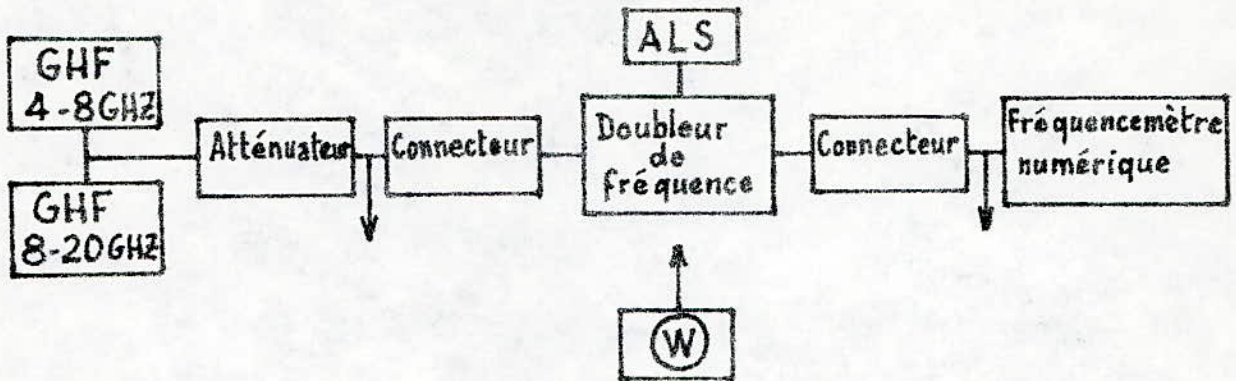 ALS
GHF
4-8GHZ
GHF
8-20GHZ
Atténuateur
Connecteur
Doubleur
de
fréquence
Connecteur
Fréquencemètre
numérique
W